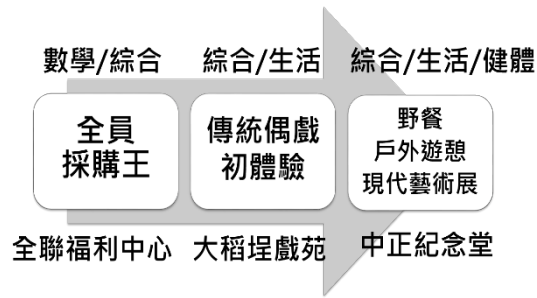 數學/綜合
綜合/生活
綜合/生活/健體
全員
採購王
傳統偶戲
初體驗
野餐
戶外遊憩
現代藝術展
全聯福利中心
大稻埕戲苑
中正紀念堂